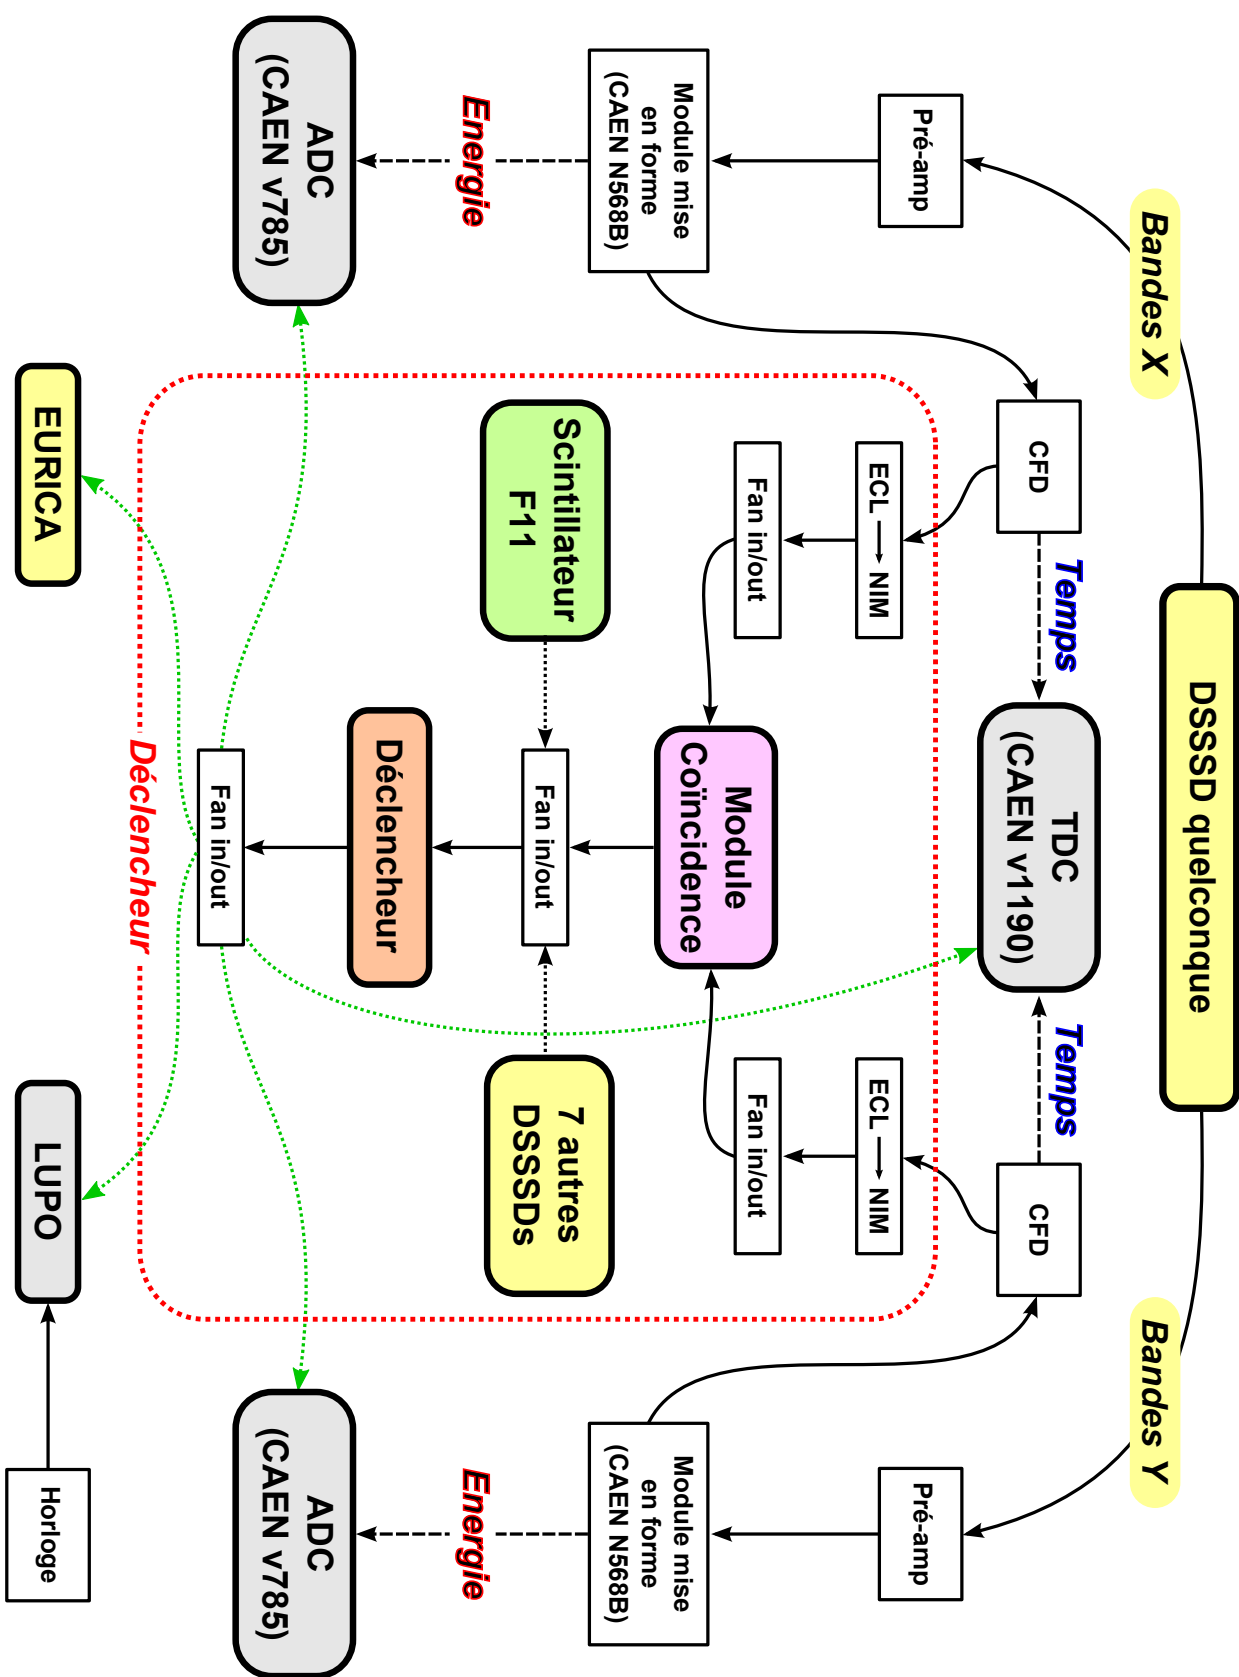 DSSSD quelconque
Bandes X
Bandes Y
Pré-amp
Pré-amp
CFD
Temps
TDC
(CAEN v1190)
Temps
CFD
ECL → NIM
ECL → NIM
Fan in/out
Fan in/out
Module mise
en forme
(CAEN N568B)
Module
Coïncidence
Module mise
en forme
(CAEN N568B)
Scintillateur
F11
Fan in/out
7 autres
DSSSDs
Energie
Energie
Déclencheur
ADC
(CAEN v785)
Fan in/out
ADC
(CAEN v785)
Déclencheur
EURICA
LUPO
Horloge